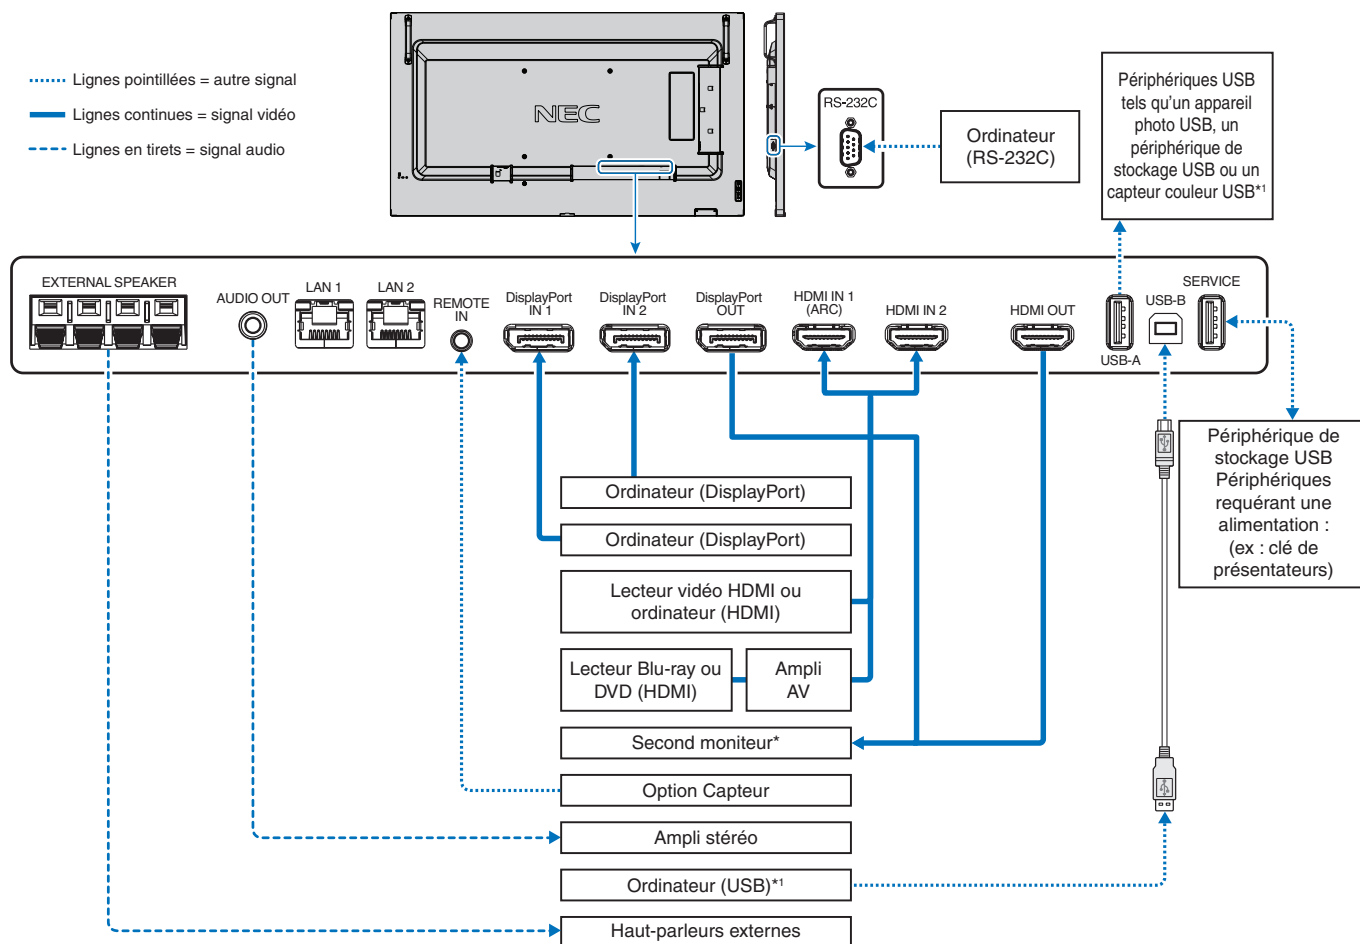 Lignes pointillées = autre signal
Lignes continues = signal vidéo
Lignes en tirets = signal audio
NEC
RS-232C
Ordinateur
(RS-232C)
Périphériques USB
tels qu'un appareil
photo USB, un
périphérique de
stockage USB ou un
capteur couleur USB*1
EXTERNAL SPEAKER
AUDIO OUT
LAN 1
LAN 2
REMOTE
IN
DisplayPort
IN 1
DisplayPort
IN 2
DisplayPort
OUT
HDMI IN 1
(ARC)
HDMI IN 2
HDMI OUT
USB-A
USB-B
SERVICE
Périphérique de
stockage USB
Périphériques
requérant une
alimentation :
(ex : clé de
présentateurs)
Ordinateur (DisplayPort)
Ordinateur (DisplayPort)
Lecteur vidéo HDMI ou
ordinateur (HDMI)
Lecteur Blu-ray ou
DVD (HDMI)
Ampli
AV
Second moniteur*
Option Capteur
Ampli stéréo
Ordinateur (USB)*1
Haut-parleurs externes